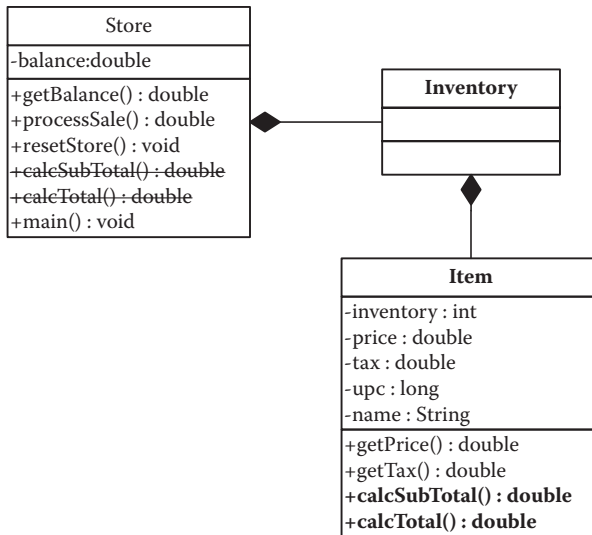 Store
-balance:double
+getBalance() : double
+processSale() : double
+resetStore() : void
+calcSubTotal() : double
+calcTotal() : double
+main() : void
Inventory
Item
-inventory : int
-price : double
-tax : double
-upc : long
-name : String
+getPrice() : double
+getTax() : double
+calcSubTotal() : double
+calcTotal() : double